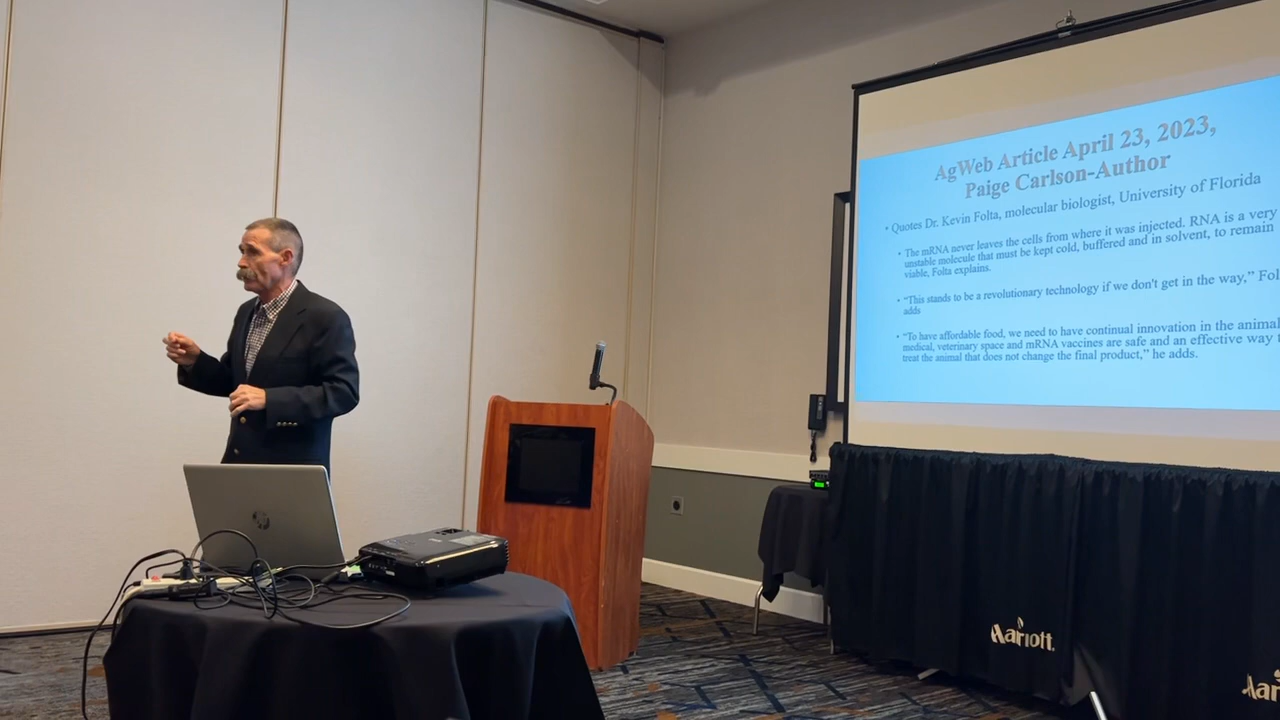 AgWeb Article April 23, 2023,
Paige Carlson-Author
• Quotes Dr. Kevin Folta, molecular biologist, University of Florida
• The mRNA never leaves the cells from where it was injected. RNA is a very
unstable molecule that must be kept cold, buffered and in solvent, to remain
viable, Folta explains.
• “This stands to be a revolutionary technology if we don't get in the way,” Fol
adds
• “To have affordable food, we need to have continual innovation in the animal
medical, veterinary space and mRNA vaccines are safe and an effective way t
treat the animal that does not change the final product,” he adds.
hp
Marriott.